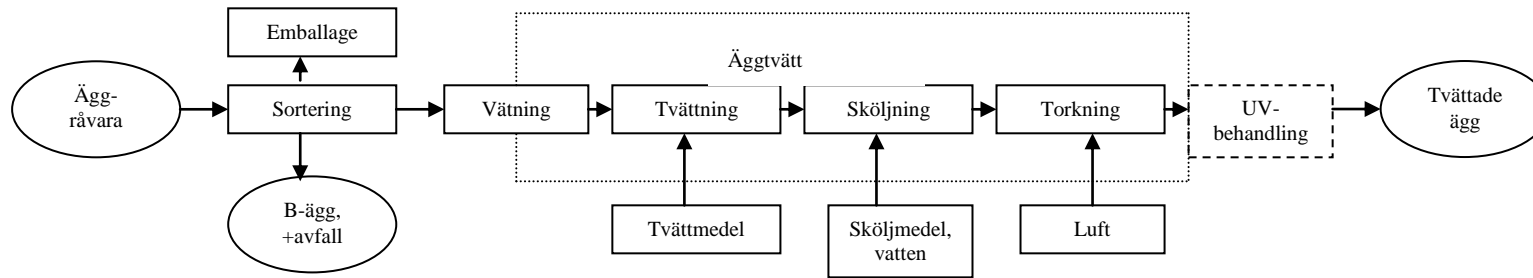 Emballage
Äggtvätt
Ägg-
råvara
Sortering
Vätning
Tvättning
Sköljning
Torkning
UV-
behandling
Tvättade
ägg
B-ägg,
+avfall
Tvättmedel
Sköljmedel,
vatten
Luft